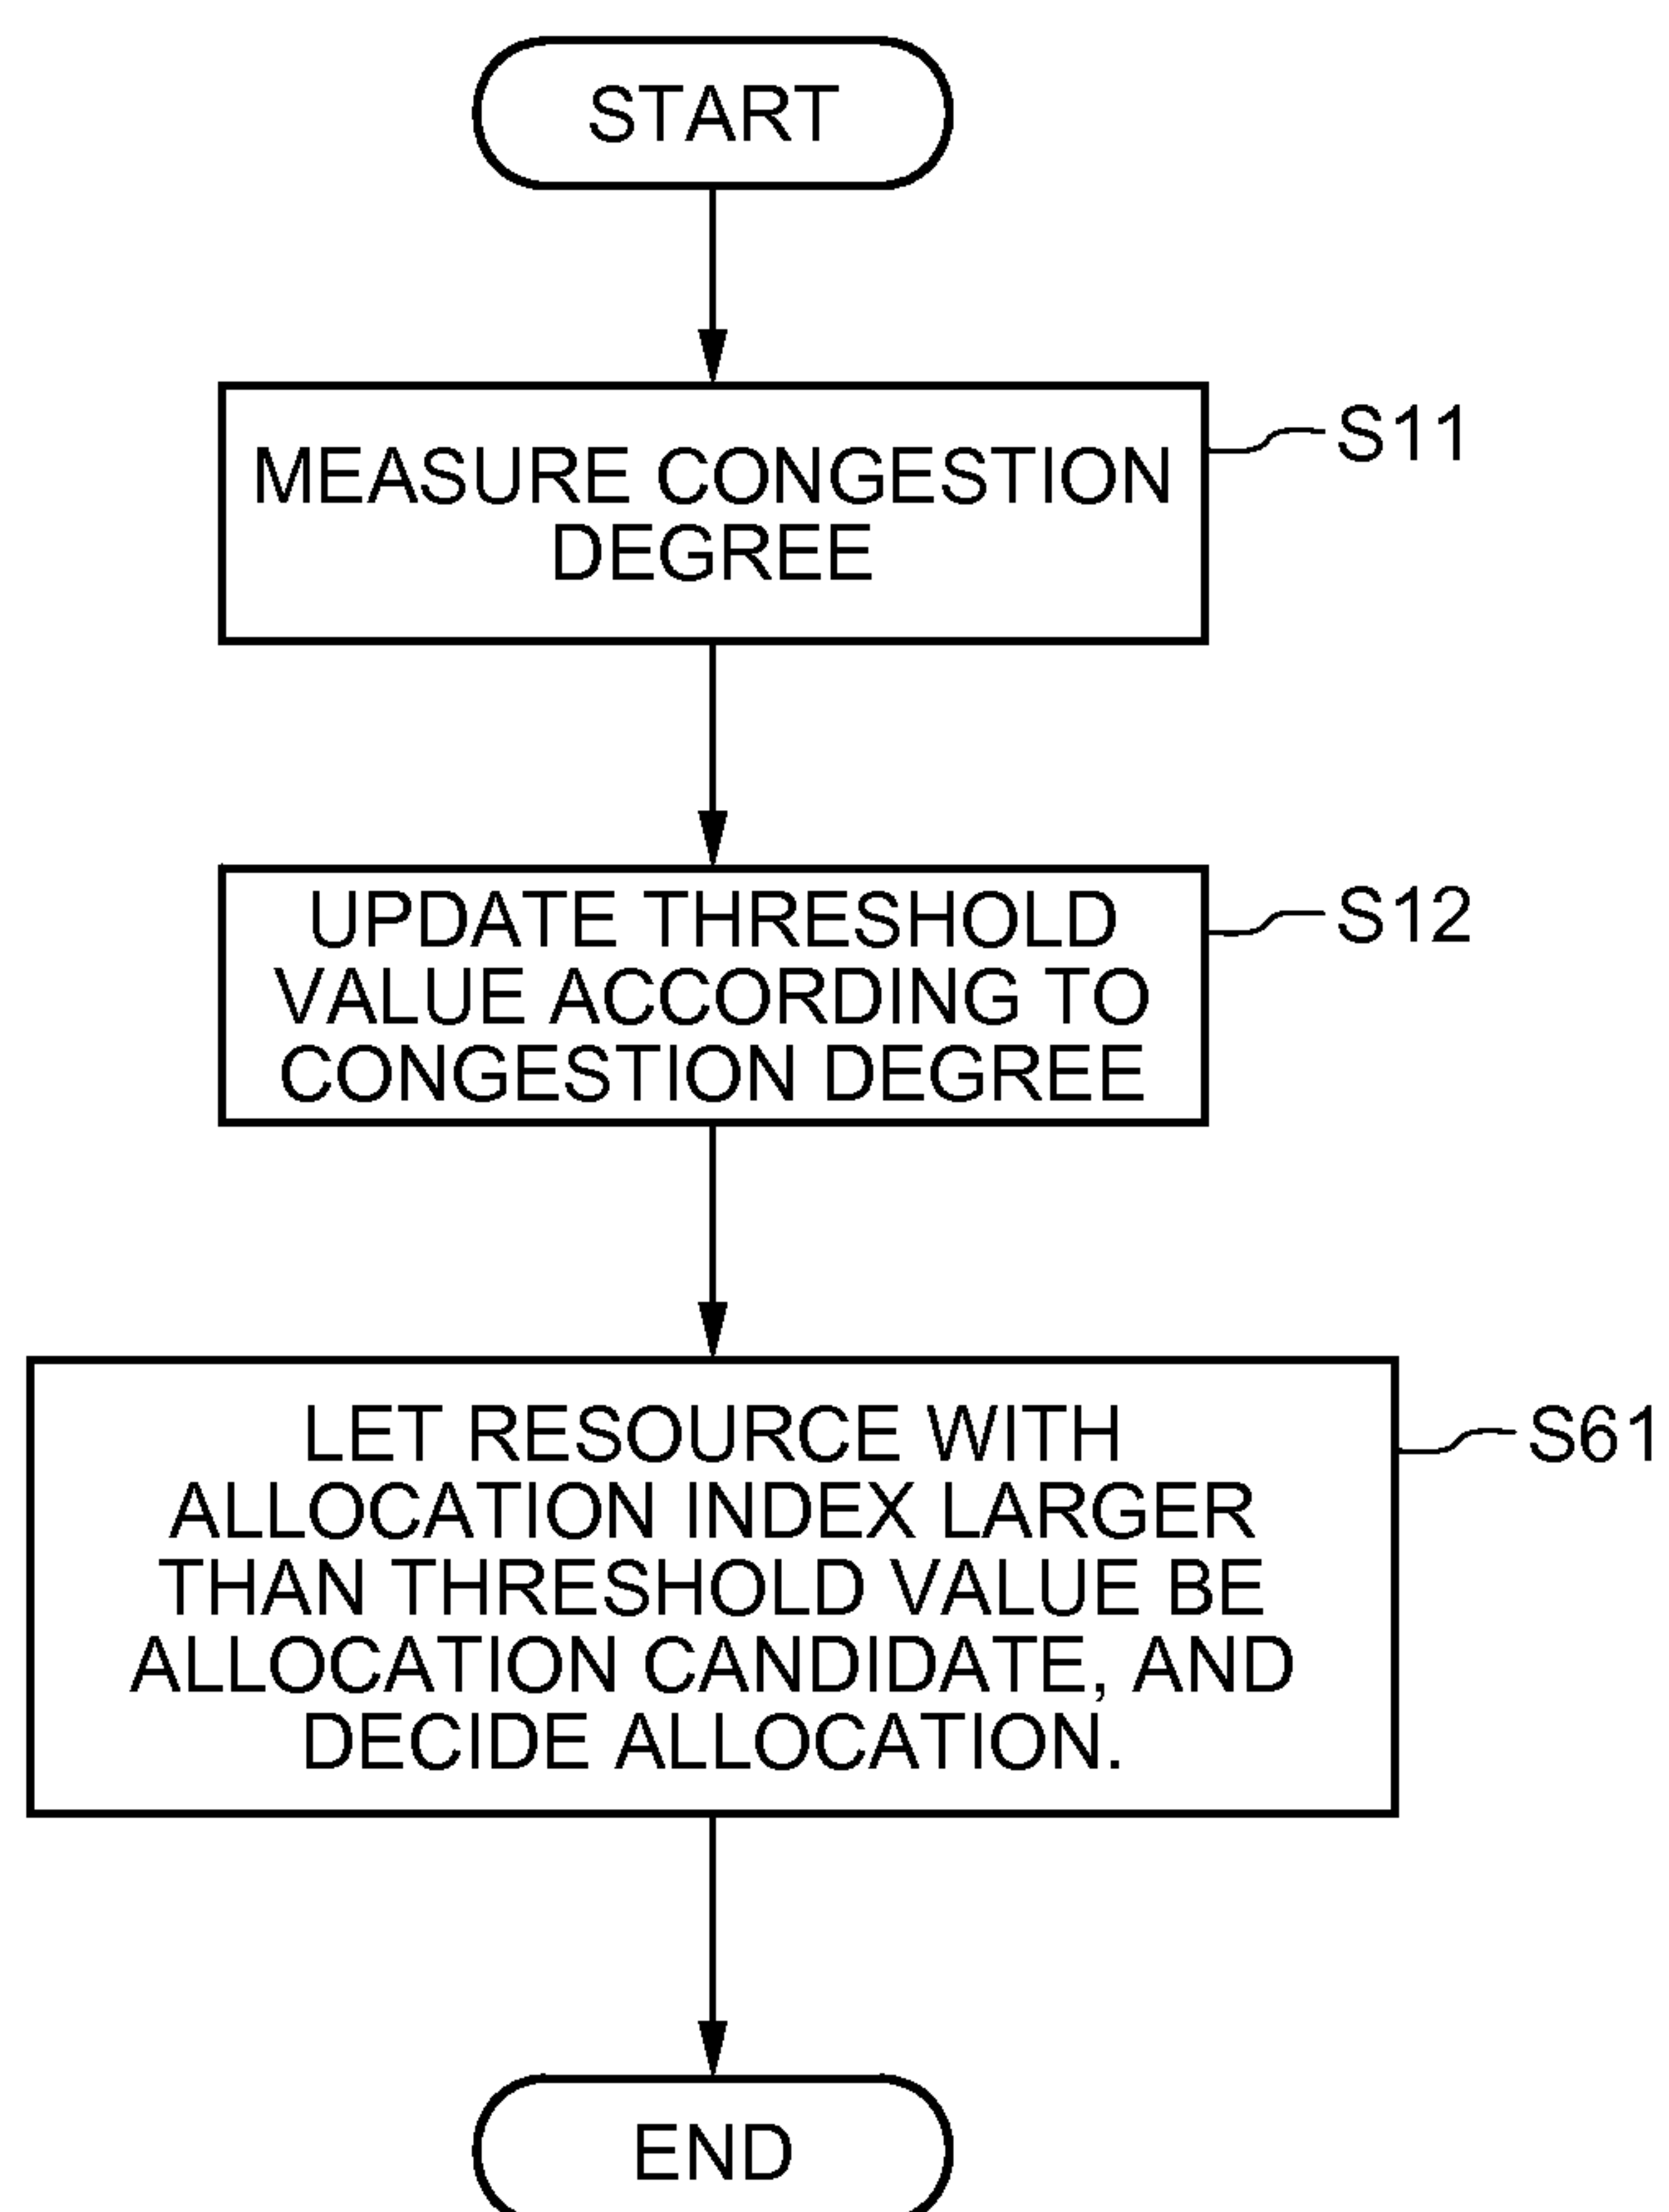 START
MEASURE CONGESTION
DEGREE
S11
UPDATE THRESHOLD
VALUE ACCORDING TO
CONGESTION DEGREE
S12
LET RESOURCE WITH
ALLOCATION INDEX LARGER
THAN THRESHOLD VALUE BE
ALLOCATION CANDIDATE, AND
DECIDE ALLOCATION.
S61
END